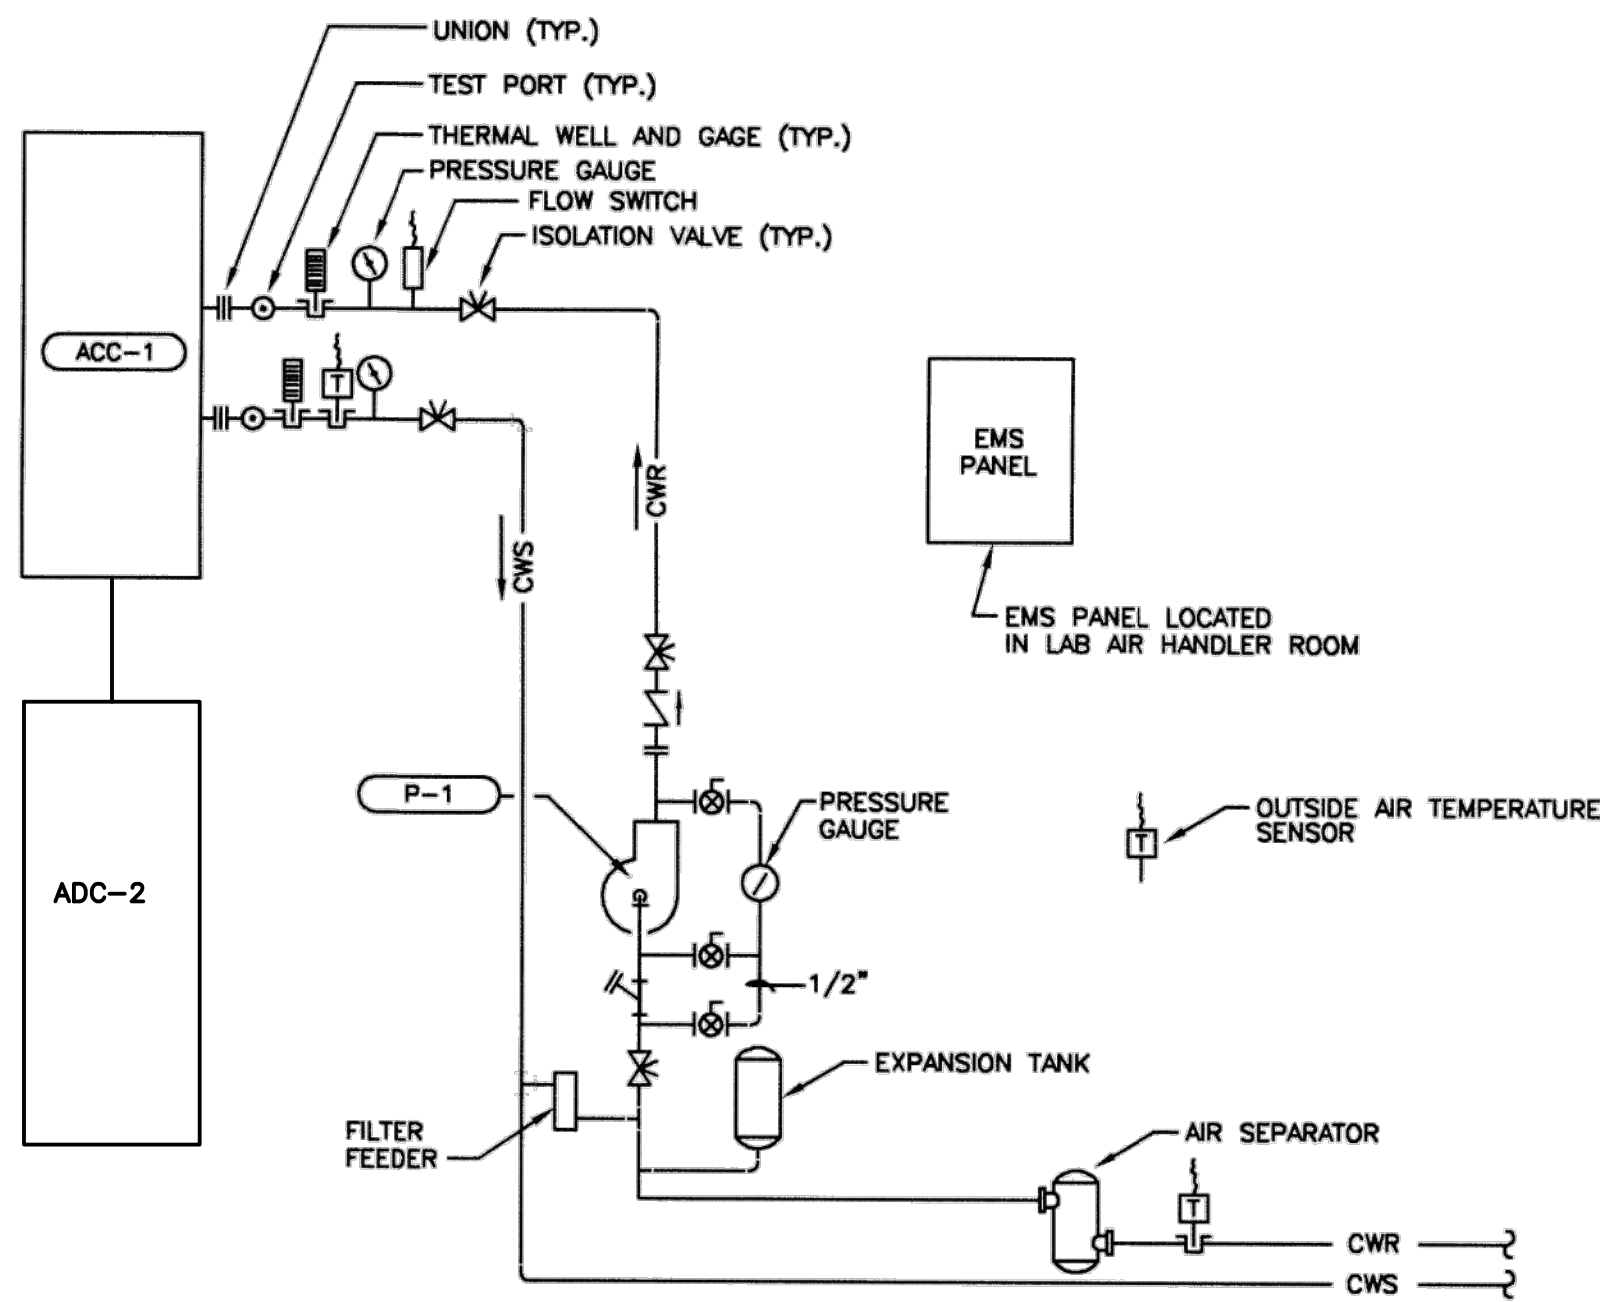 UNION (TYP.)
TEST PORT (TYP.)
THERMAL WELL AND GAGE (TYP.)
PRESSURE GAUGE
FLOW SWITCH
ISOLATION VALVE (TYP.)
ACC-1
T
EMS
PANEL
CWR
CWS
EMS PANEL LOCATED
IN LAB AIR HANDLER ROOM
P-1
PRESSURE
GAUGE
OUTSIDE AIR TEMPERATURE
SENSOR
T
ADC-2
1/2"
EXPANSION TANK
FILTER
FEEDER
AIR SEPARATOR
T
CWR
CWS